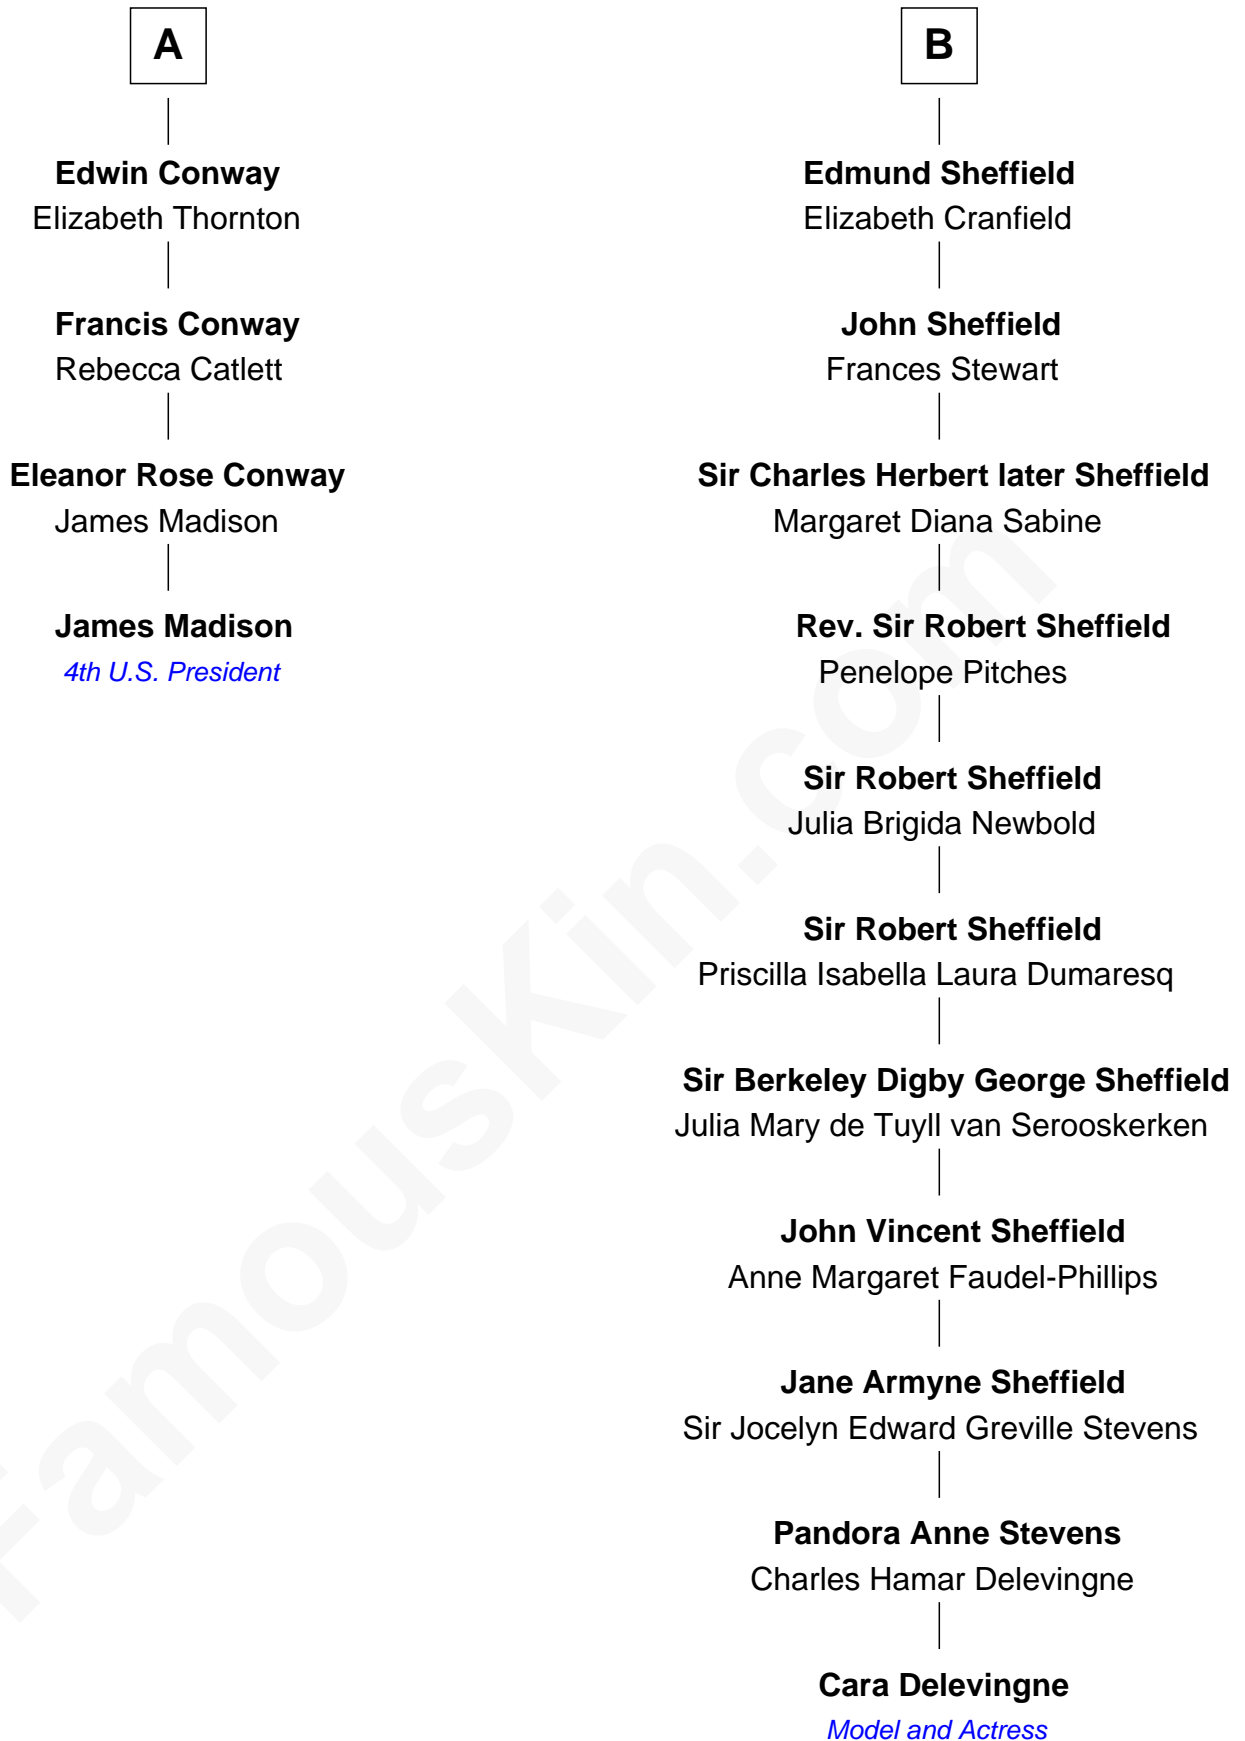 A
Edwin Conway
Elizabeth Thornton
Francis Conway
Rebecca Catlett
Eleanor Rose Conway
James Madison
James Madison
4th U.S. President
B
Edmund Sheffield
Elizabeth Cranfield
John Sheffield
Frances Stewart
Sir Charles Herbert later Sheffield
Margaret Diana Sabine
Rev. Sir Robert Sheffield
Penelope Pitches
Sir Robert Sheffield
Julia Brigida Newbold
Sir Robert Sheffield
Priscilla Isabella Laura Dumaresq
Sir Berkeley Digby George Sheffield
Julia Mary de Tuyll van Serooskerken
John Vincent Sheffield
Anne Margaret Faudel-Phillips
Jane Armyne Sheffield
Sir Jocelyn Edward Greville Stevens
Pandora Anne Stevens
Charles Hamar Delevingne
Cara Delevingne
Model and Actress
FamousKin.com